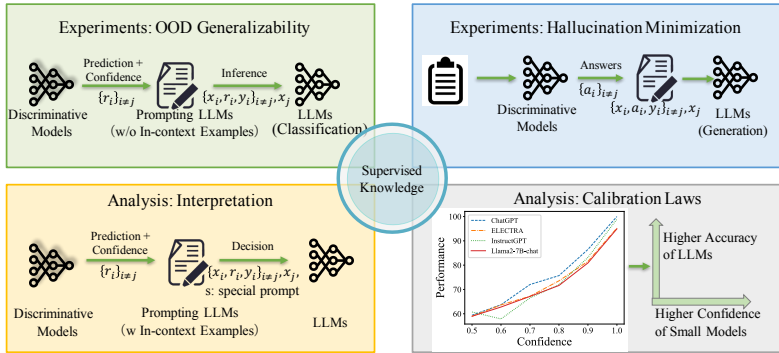 Experiments: OOD Generalizability
Prediction +
Confidence
{r_i}_{i≠j}
Inference
{x_i, r_i, y_i}_{i≠j}, x_j
Discriminative
Models
Prompting LLMs
(w/o In-context Examples)
LLMs
(Classification)
Experiments: Hallucination Minimization
Answers
{a_i}_{i≠j}
{x_i, a_i, y_i}_{i≠j}, x_j
Discriminative
Models
LLMs
(Generation)
Supervised
Knowledge
Analysis: Interpretation
Prediction +
Confidence
{r_i}_{i≠j}
Decision
{x_i, r_i, y_i}_{i≠j}, x_j,
s: special prompt
Discriminative
Models
Prompting LLMs
(w In-context Examples)
LLMs
Analysis: Calibration Laws
100
90
80
70
60
Performance
ChatGPT
ELECTRA
InstructGPT
Llama2-7B-chat
0.5 0.6 0.7 0.8 0.9 1.0
Confidence
Higher Accuracy
of LLMs
Higher Confidence
of Small Models